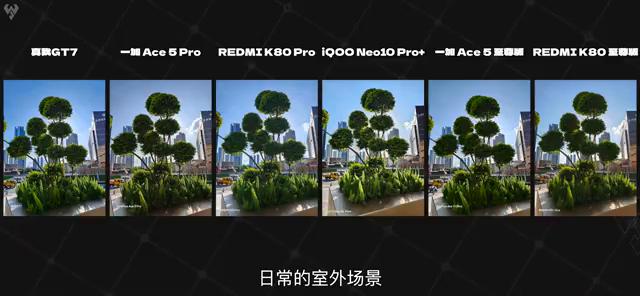 真我GT7
一加 Ace 5 Pro
REDMI K80 Pro
iQOO Neo10 Pro+
一加 Ace 5 至尊版
REDMI K80 至尊版
日常的室外场景